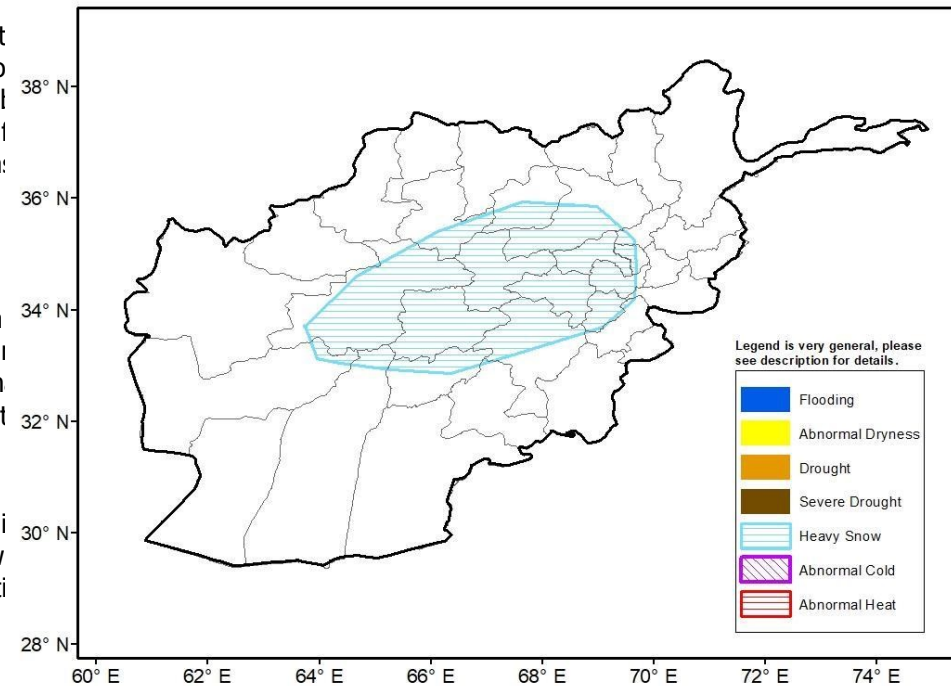 38° N
36° N
34° N
32° N
30° N
28° N
60° E
62° E
64° E
66° E
68° E
70° E
72° E
74° E
Legend is very general, please
see description for details.
Flooding
Abnormal Dryness
Drought
Severe Drought
Heavy Snow
Abnormal Cold
Abnormal Heat